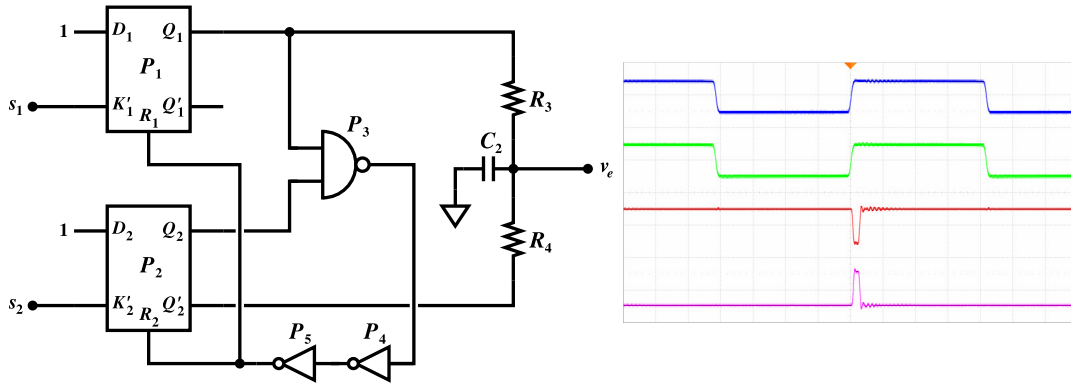 1 D₁ Q₁
P₁
s₁ K′₁ R₁ Q′₁
P₃
R₃
C₂
vₑ
1 D₂ Q₂
P₂
R₄
s₂ K′₂ R₂ Q′₂
P₅ P₄